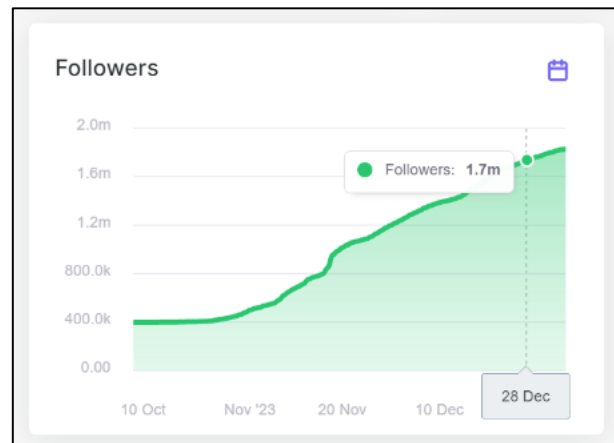 Followers
2.0m
Followers: 1.7m
1.6m
1.2m
800.0k
400.0k
0.00
10 Oct
Nov '23
20 Nov
10 Dec
28 Dec